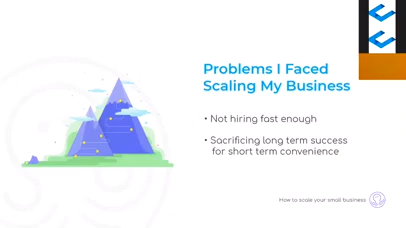 Problems I Faced
Scaling My Business
• Not hiring fast enough
• Sacrificing long term success
for short term convenience
How to scale your small business